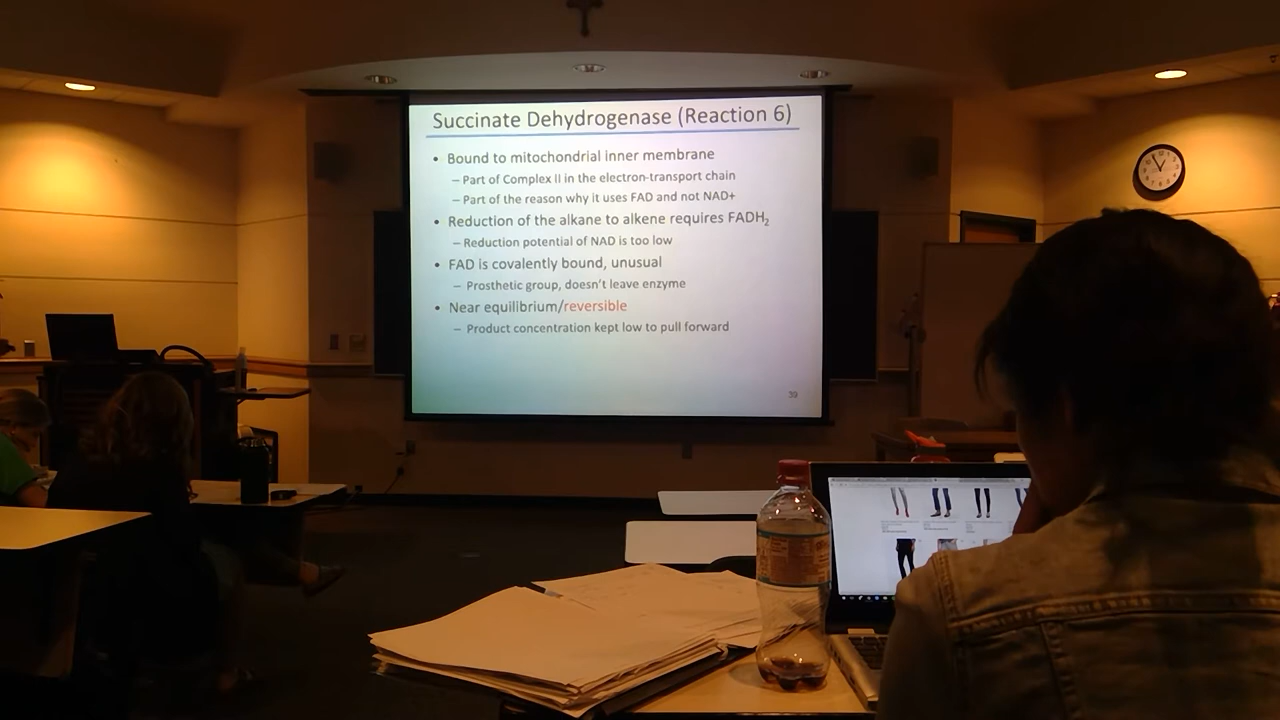 Succinate Dehydrogenase (Reaction 6)
• Bound to mitochondrial inner membrane
– Part of Complex II in the electron-transport chain
– Part of the reason why it uses FAD and not NAD+
• Reduction of the alkane to alkene requires FADH₂
– Reduction potential of NAD is too low
• FAD is covalently bound, unusual
– Prosthetic group, doesn't leave enzyme
• Near equilibrium/reversible
– Product concentration kept low to pull forward
39